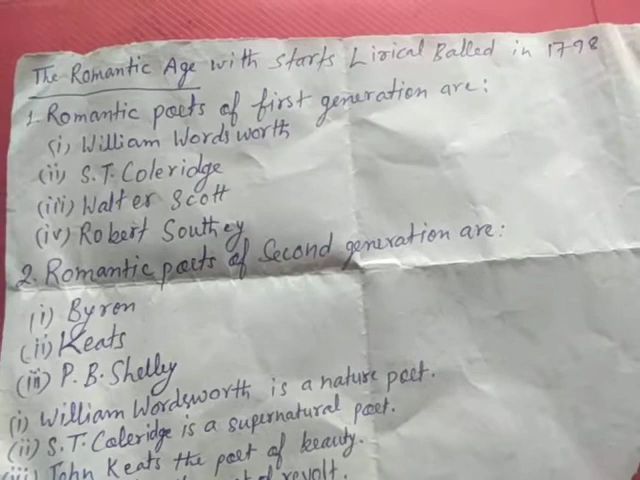 The Romantic Age with starts Lirical Balled in 1798
1. Romantic poets of first generation are:
(i) William Wordsworth
(ii) S.T. Coleridge
(iii) Walter Scott
(iv) Robert Southey
2. Romantic poets of Second generation are:
(i) Byron
(ii) Keats
(iii) P.B. Shelly
(i) William Wordsworth is a nature poet.
(ii) S.T. Coleridge is a supernatural poet.
(iii) John Keats the poet of beauty.
of revolt.